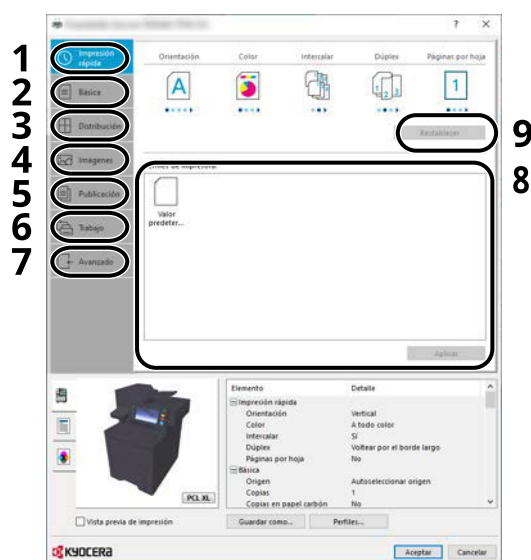 ? ×
1 Impresión rápida
2 Básica
3 Distribución
4 Imágenes
5 Publicación
6 Trabajo
7 Avanzado
Orientación Color Intercalar Dúplex Páginas por hoja
A 1 2 3 1
Restablecer 9
8
Valor
predeter...
Aplicar
Elemento Detalle
Impresión rápida
Orientación Vertical
Color A todo color
Intercalar Sí
Dúplex Voltear por el borde largo
Páginas por hoja No
Básica
Origen Autoseleccionar origen
Copias 1
Copias en papel carbón No
PCL XL
Vista previa de impresión Guardar como... Perfiles...
KYOCERA Aceptar Cancelar